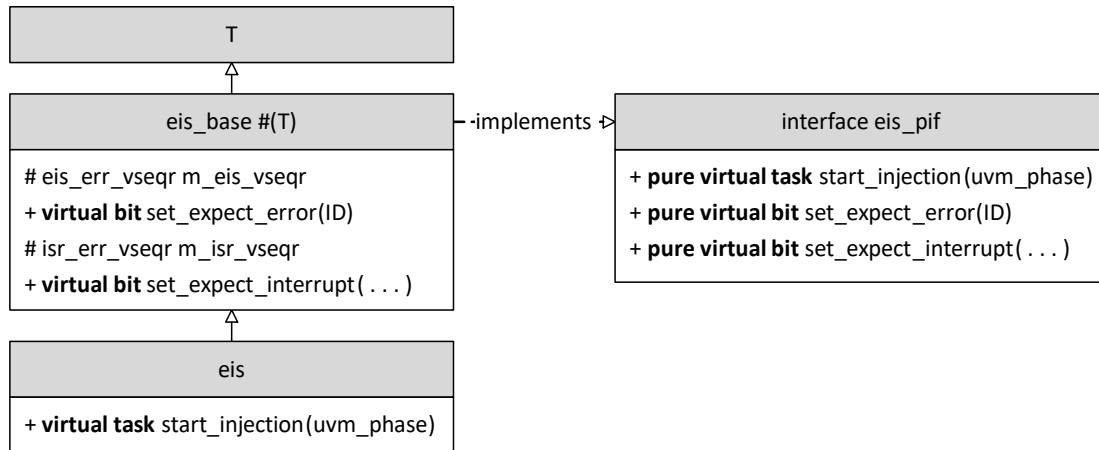 T
eis_base #(T)
# eis_err_vseqr m_eis_vseqr
+ virtual bit set_expect_error(ID)
# isr_err_vseqr m_isr_vseqr
+ virtual bit set_expect_interrupt( . . . )
implements
interface eis_pif
+ pure virtual task start_injection(uvm_phase)
+ pure virtual bit set_expect_error(ID)
+ pure virtual bit set_expect_interrupt( . . . )
eis
+ virtual task start_injection(uvm_phase)